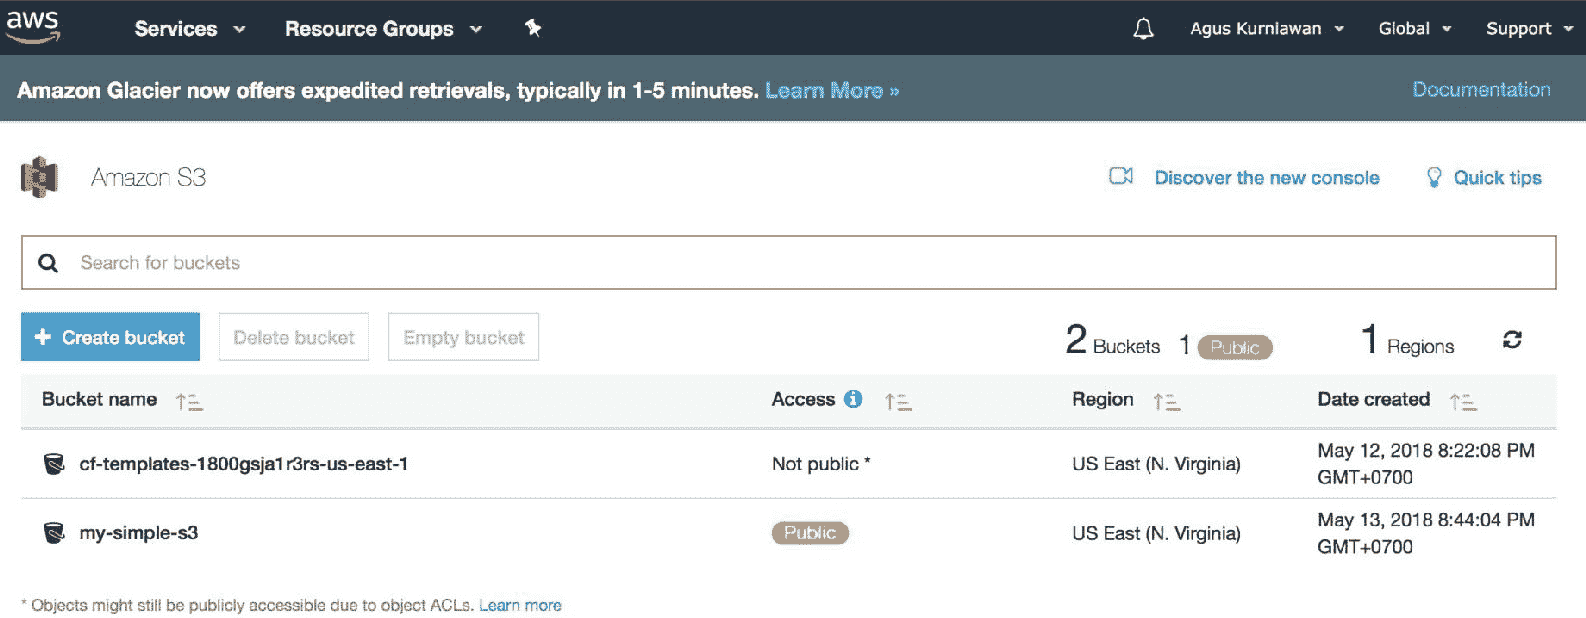 aws Services Resource Groups Agus Kurniawan Global Support
Amazon Glacier now offers expedited retrievals, typically in 1-5 minutes. Learn More » Documentation
Amazon S3 Discover the new console Quick tips
Search for buckets
+ Create bucket Delete bucket Empty bucket 2 Buckets 1 Public 1 Regions
Bucket name Access i Region Date created
cf-templates-1800gsja1r3rs-us-east-1 Not public * US East (N. Virginia) May 12, 2018 8:22:08 PM
GMT+0700
my-simple-s3 Public US East (N. Virginia) May 13, 2018 8:44:04 PM
GMT+0700
* Objects might still be publicly accessible due to object ACLs. Learn more